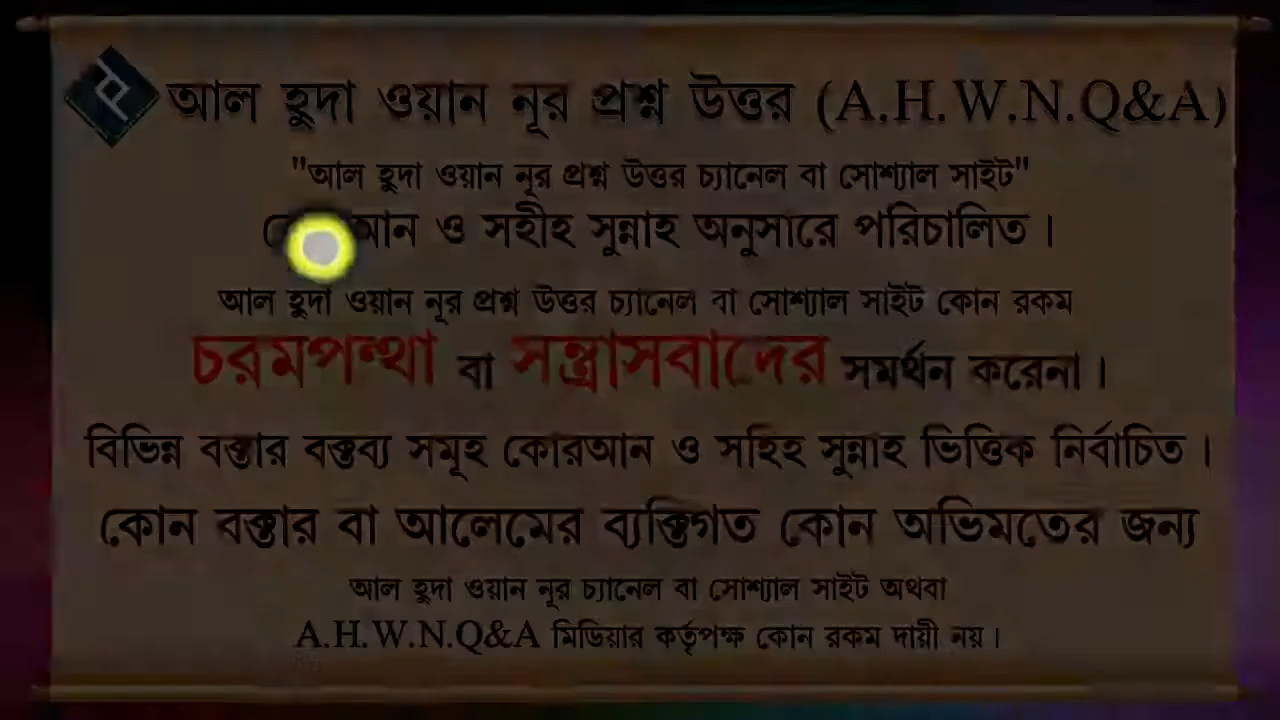 আল হুদা ওয়ান নূর প্রশ্ন উত্তর (A.H.W.N.Q&A)
"আল হুদা ওয়ান নূর প্রশ্ন উত্তর চ্যানেল বা সোশ্যাল সাইট"
ও সহীহ সুন্নাহ অনুসারে পরিচালিত।
আল হুদা ওয়ান নূর প্রশ্ন উত্তর চ্যানেল বা সোশ্যাল সাইট কোন রকম
চরমপন্থা বা সন্ত্রাসবাদের সমর্থন করেনা।
বিভিন্ন বক্তার বক্তব্য সমূহ কোরআন ও সহিহ সুন্নাহ ভিত্তিক নির্বাচিত।
কোন বক্তার বা আলেমের ব্যক্তিগত কোন অভিমতের জন্য
আল হুদা ওয়ান নূর চ্যানেল বা সোশ্যাল সাইট অথবা
A.H.W.N.Q&A মিডিয়ার কর্তৃপক্ষ কোন রকম দায়ী নয়।